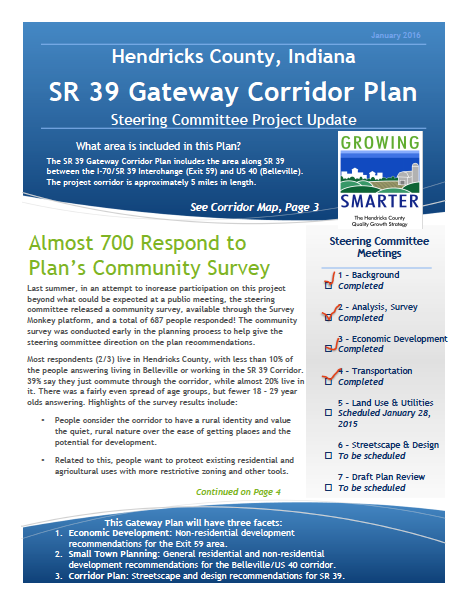 January 2016
Hendricks County, Indiana
SR 39 Gateway Corridor Plan
Steering Committee Project Update
What area is included in this Plan?
The SR 39 Gateway Corridor Plan includes the area along SR 39
between the I-70/SR 39 Interchange (Exit 59) and US 40 (Belleville).
The project corridor is approximately 5 miles in length.
See Corridor Map, Page 3
GROWING
SMARTER
The Hendricks County
Quality Growth Strategy
Almost 700 Respond to
Plan's Community Survey
Last summer, in an attempt to increase participation on this project
beyond what could be expected at a public meeting, the steering
committee released a community survey, available through the Survey
Monkey platform, and a total of 687 people responded! The community
survey was conducted early in the planning process to help give the
steering committee direction on the plan recommendations.
Most respondents (2/3) live in Hendricks County, with less than 10% of
the people answering living in Belleville or working in the SR 39 Corridor.
39% say they just commute through the corridor, while almost 20% live in
it. There was a fairly even spread of age groups, but fewer 18 – 29 year
olds answering. Highlights of the survey results include:
• People consider the corridor to have a rural identity and value
the quiet, rural nature over the ease of getting places and the
potential for development.
• Related to this, people want to protect existing residential and
agricultural uses with more restrictive zoning and other tools.
Continued on Page 4
Steering Committee
Meetings
1 – Background
Completed
2 – Analysis, Survey
Completed
3 – Economic Development
Completed
4 – Transportation
Completed
5 – Land Use & Utilities
Scheduled January 28,
2015
6 – Streetscape & Design
To be scheduled
7 – Draft Plan Review
To be scheduled
This Gateway Plan will have three facets:
1. Economic Development: Non-residential development
recommendations for the Exit 59 area.
2. Small Town Planning: General residential and non-residential
development recommendations for the Belleville/US 40 corridor.
3. Corridor Plan: Streetscape and design recommendations for SR 39.